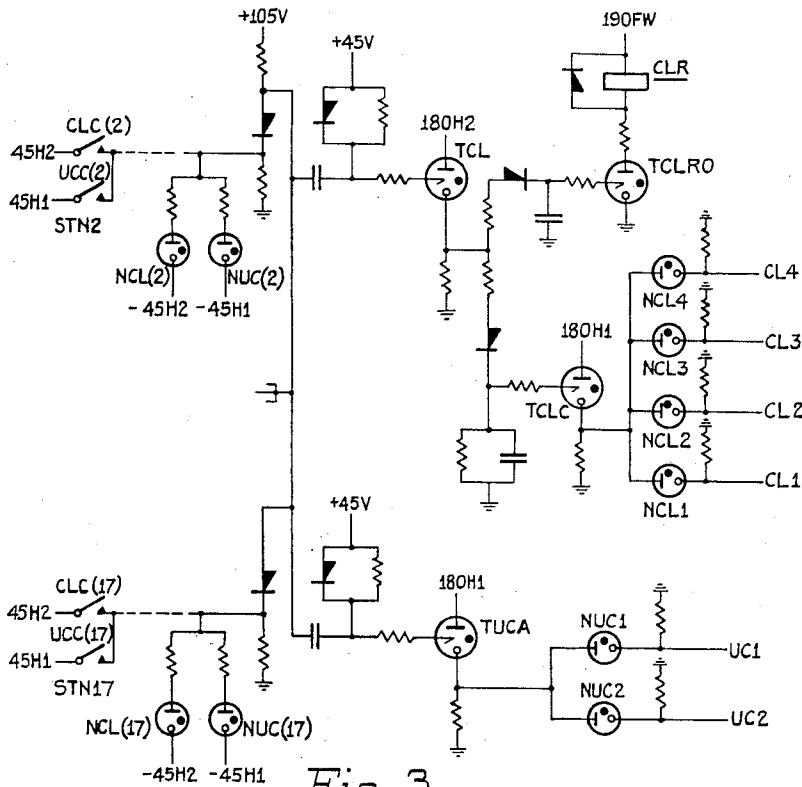 +105V
190FW
+45V
CLR
CLC(2)
180H2
TCL
45H2
UCC(2)
TCLRO
45H1
STN2
NCL(2)
NUC(2)
-45H2
-45H1
NCL4
CL4
180H1
NCL3
CL3
TCLC
NCL2
CL2
NCL1
CL1
+45V
CLC(17)
180H1
45H2
UCC(17)
TUCA
NUC1
45H1
UC1
STN17
NUC2
UC2
NCL(17)
NUC(17)
-45H2
-45H1
Fig. 3